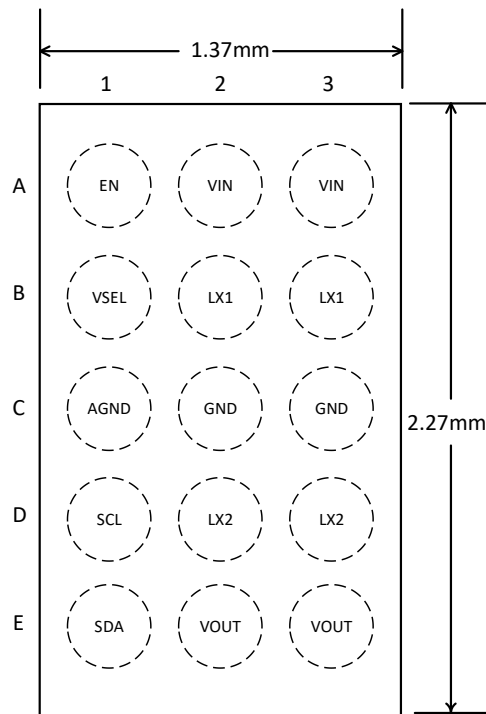 1.37mm
1 2 3
A EN VIN VIN
B VSEL LX1 LX1
C AGND GND GND
2.27mm
D SCL LX2 LX2
E SDA VOUT VOUT